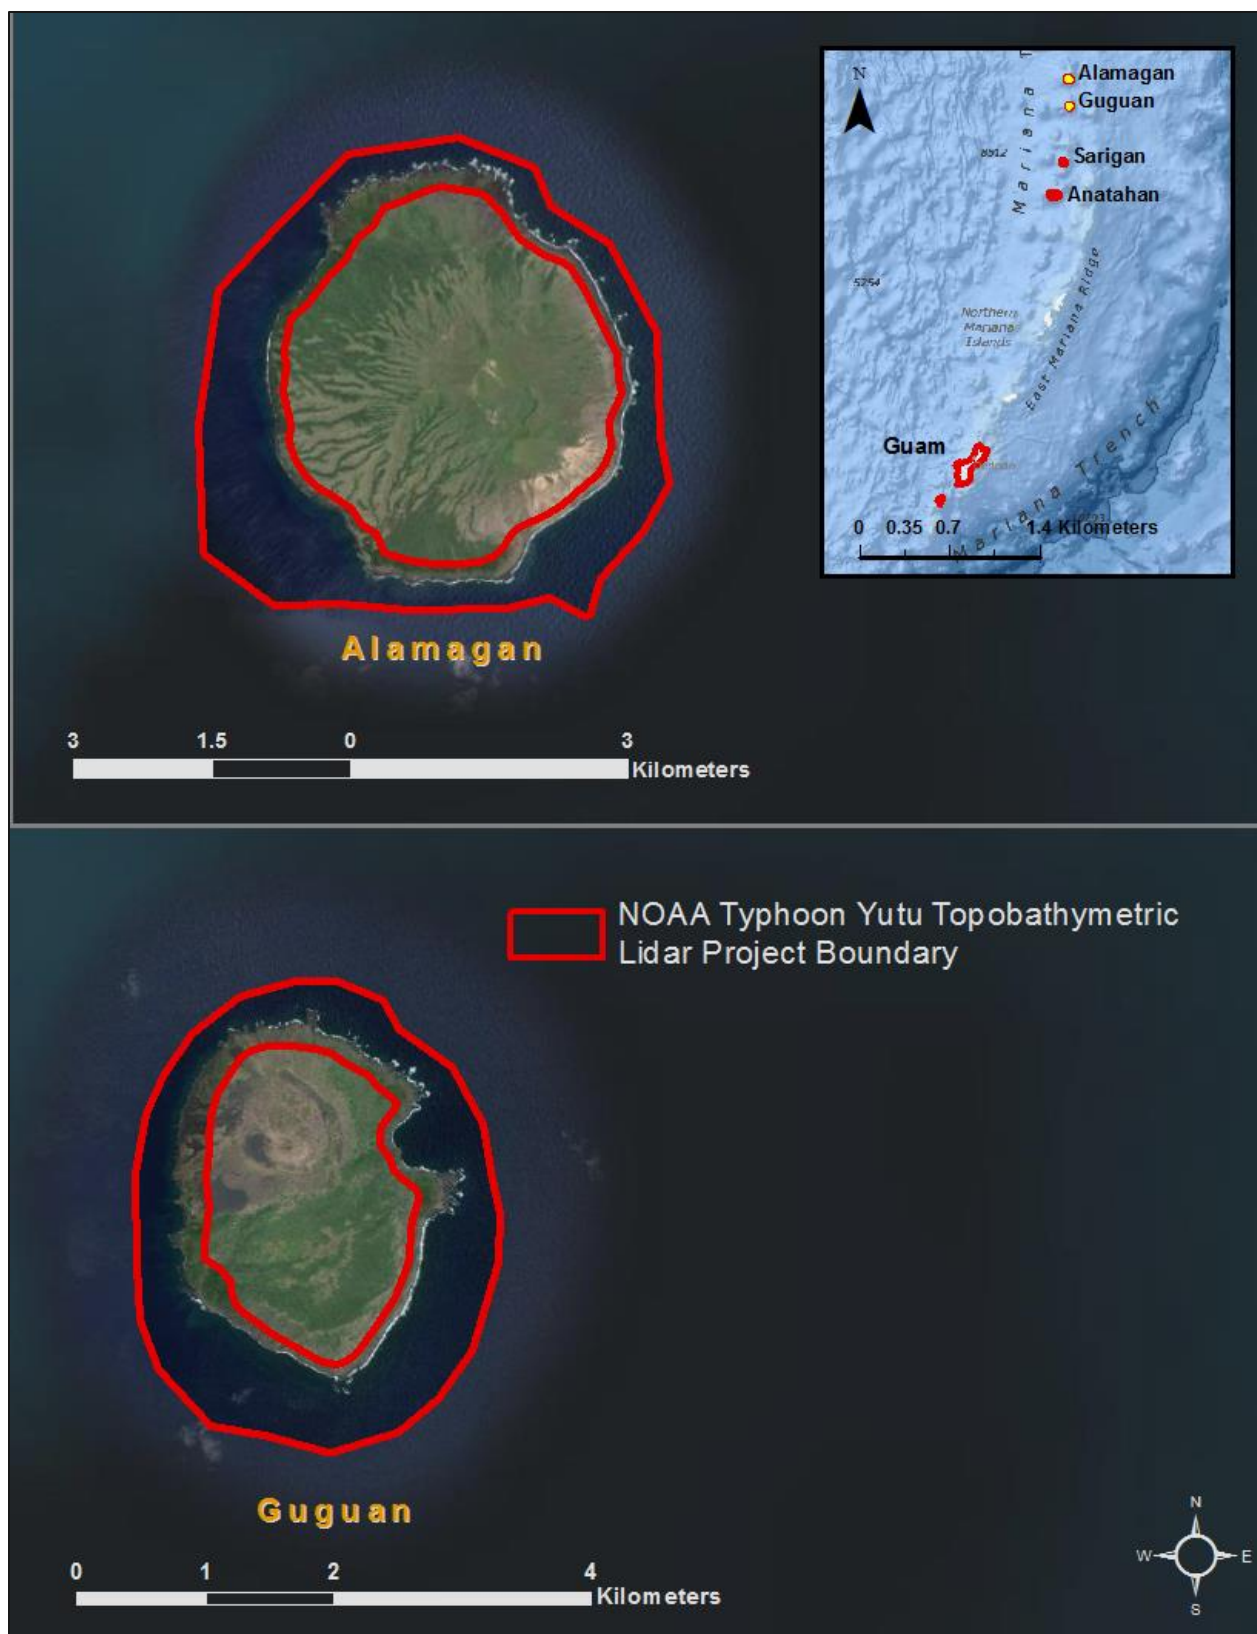 N
Mariana T
Alamagan
Guguan
8912
Sarigan
Anatahan
5254
Northern
Mariana
Islands
East Mariana Ridge
Guam
Mariana Trench
0 0.35 0.7 1.4 Kilometers
Alamagan
3 1.5 0 3
Kilometers
NOAA Typhoon Yutu Topobathymetric
Lidar Project Boundary
Guguan
0 1 2 4
Kilometers
N
W E
S